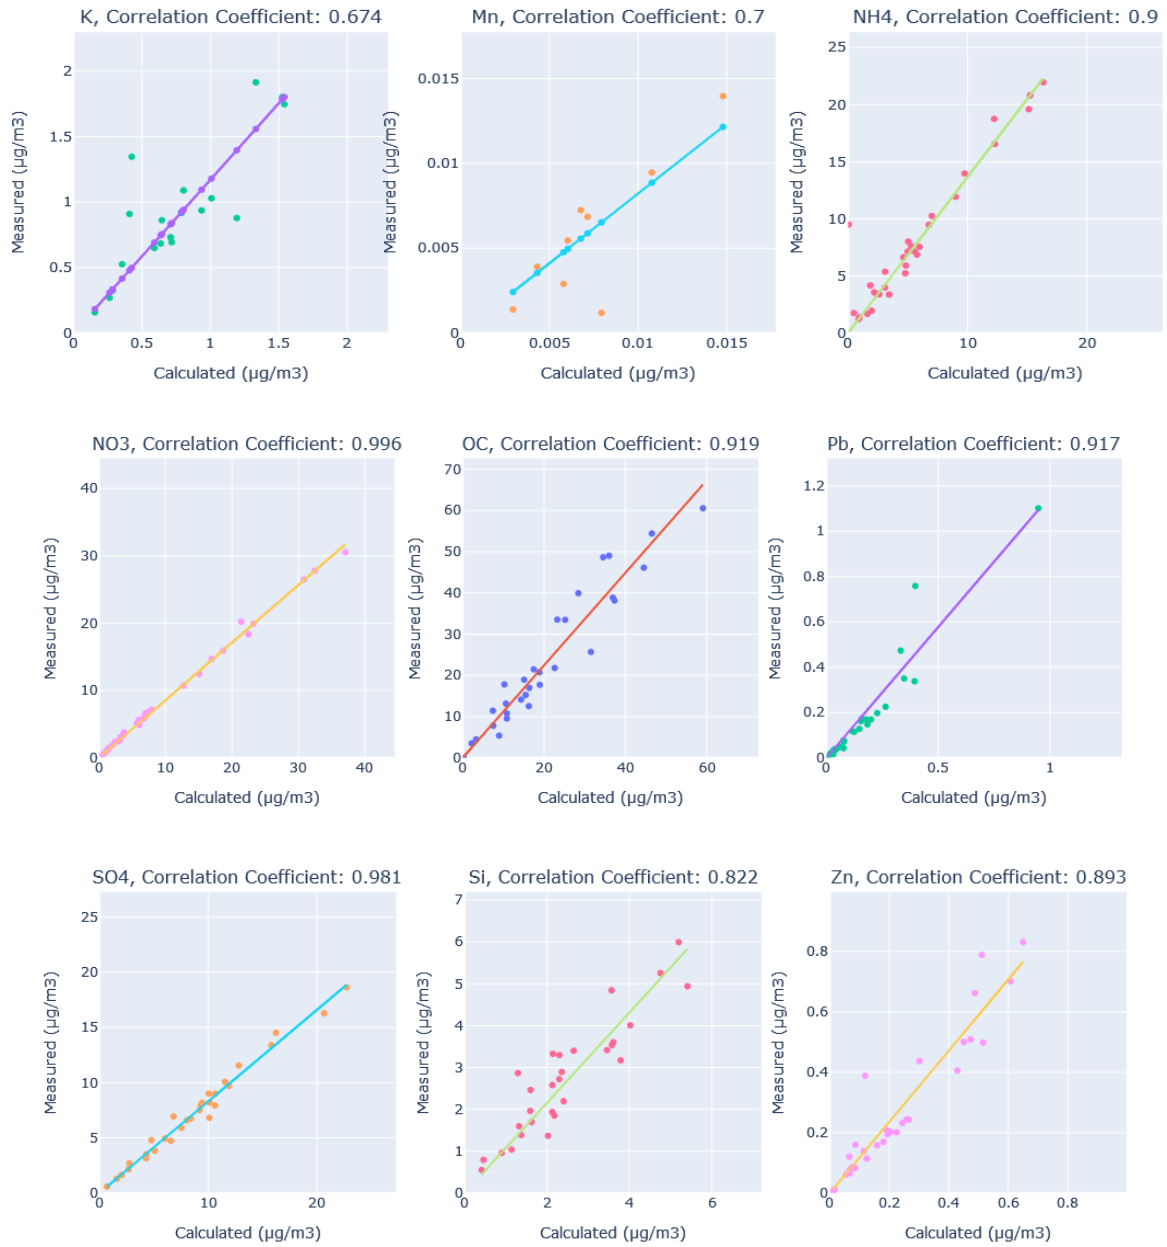 K, Correlation Coefficient: 0.674
Mn, Correlation Coefficient: 0.7
NH4, Correlation Coefficient: 0.9
Measured (μg/m3)
2
1.5
1
0.5
0
0 0.5 1 1.5 2
Calculated (μg/m3)
Measured (μg/m3)
0.015
0.01
0.005
0
0 0.005 0.01 0.015
Calculated (μg/m3)
Measured (μg/m3)
25
20
15
10
5
0
0 10 20
Calculated (μg/m3)
NO3, Correlation Coefficient: 0.996
OC, Correlation Coefficient: 0.919
Pb, Correlation Coefficient: 0.917
Measured (μg/m3)
40
30
20
10
0
0 10 20 30 40
Calculated (μg/m3)
Measured (μg/m3)
70
60
50
40
30
20
10
0
0 20 40 60
Calculated (μg/m3)
Measured (μg/m3)
1.2
1
0.8
0.6
0.4
0.2
0
0 0.5 1
Calculated (μg/m3)
SO4, Correlation Coefficient: 0.981
Si, Correlation Coefficient: 0.822
Zn, Correlation Coefficient: 0.893
Measured (μg/m3)
25
20
15
10
5
0
0 10 20
Calculated (μg/m3)
Measured (μg/m3)
7
6
5
4
3
2
1
0
0 2 4 6
Calculated (μg/m3)
Measured (μg/m3)
0.8
0.6
0.4
0.2
0
0 0.2 0.4 0.6 0.8
Calculated (μg/m3)